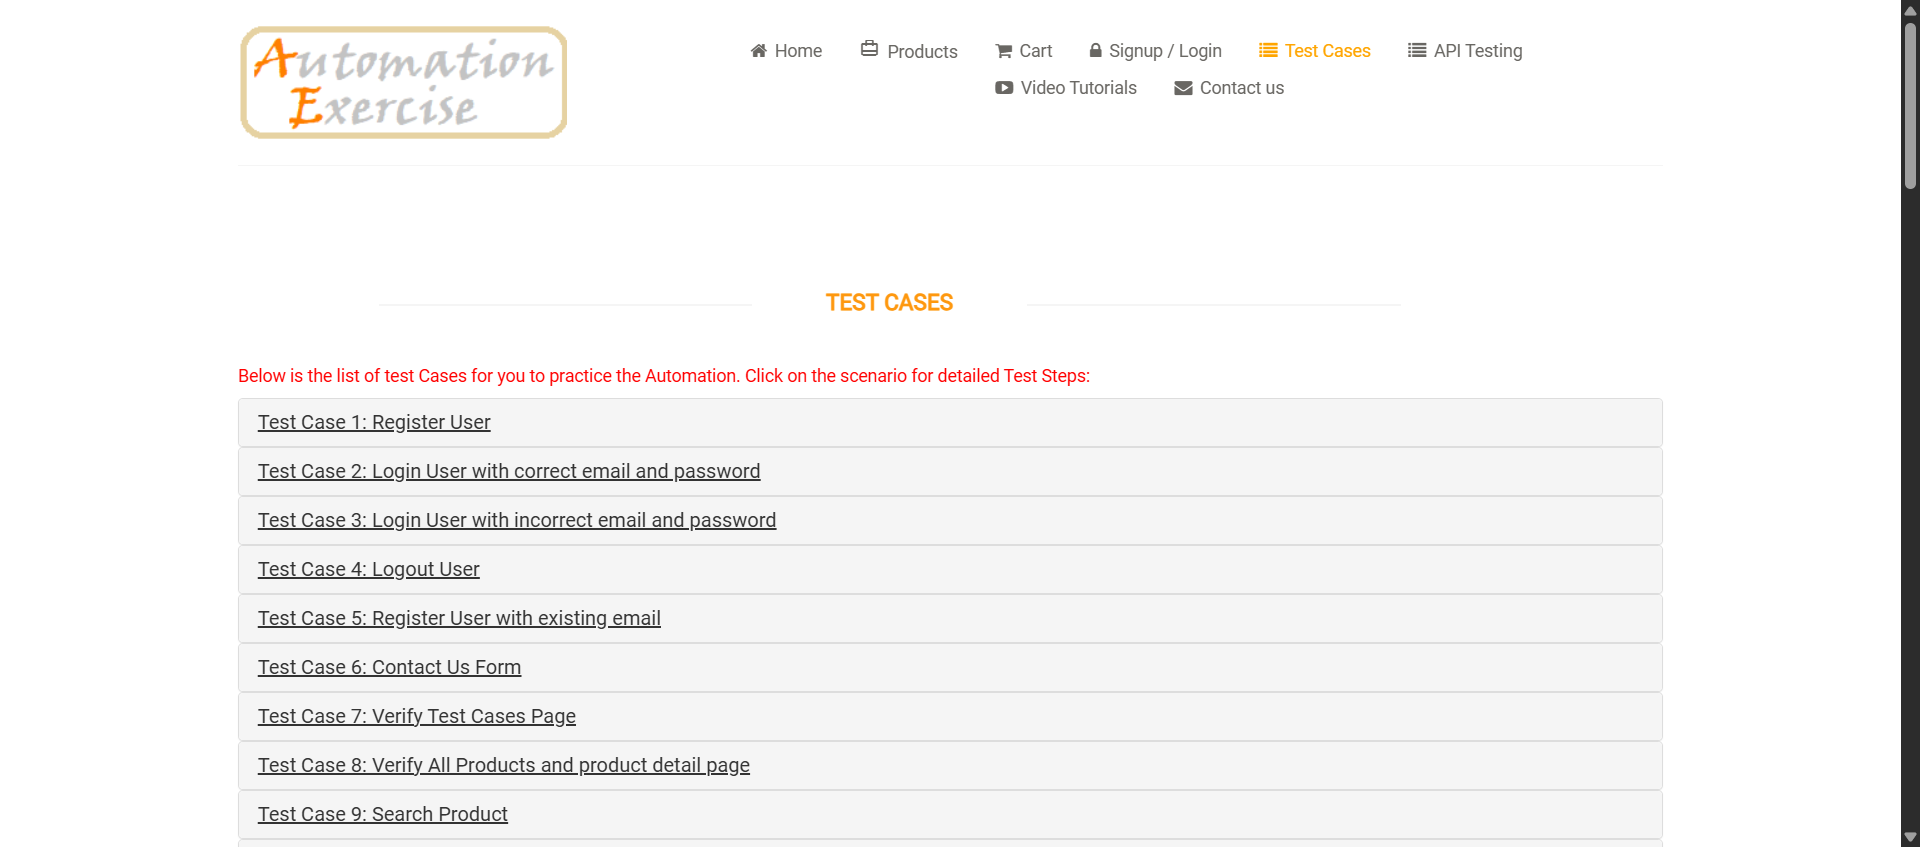 Automation
Exercise
Home
Products
Cart
Signup / Login
Test Cases
API Testing
Video Tutorials
Contact us
TEST CASES
Below is the list of test Cases for you to practice the Automation. Click on the scenario for detailed Test Steps:
Test Case 1: Register User
Test Case 2: Login User with correct email and password
Test Case 3: Login User with incorrect email and password
Test Case 4: Logout User
Test Case 5: Register User with existing email
Test Case 6: Contact Us Form
Test Case 7: Verify Test Cases Page
Test Case 8: Verify All Products and product detail page
Test Case 9: Search Product